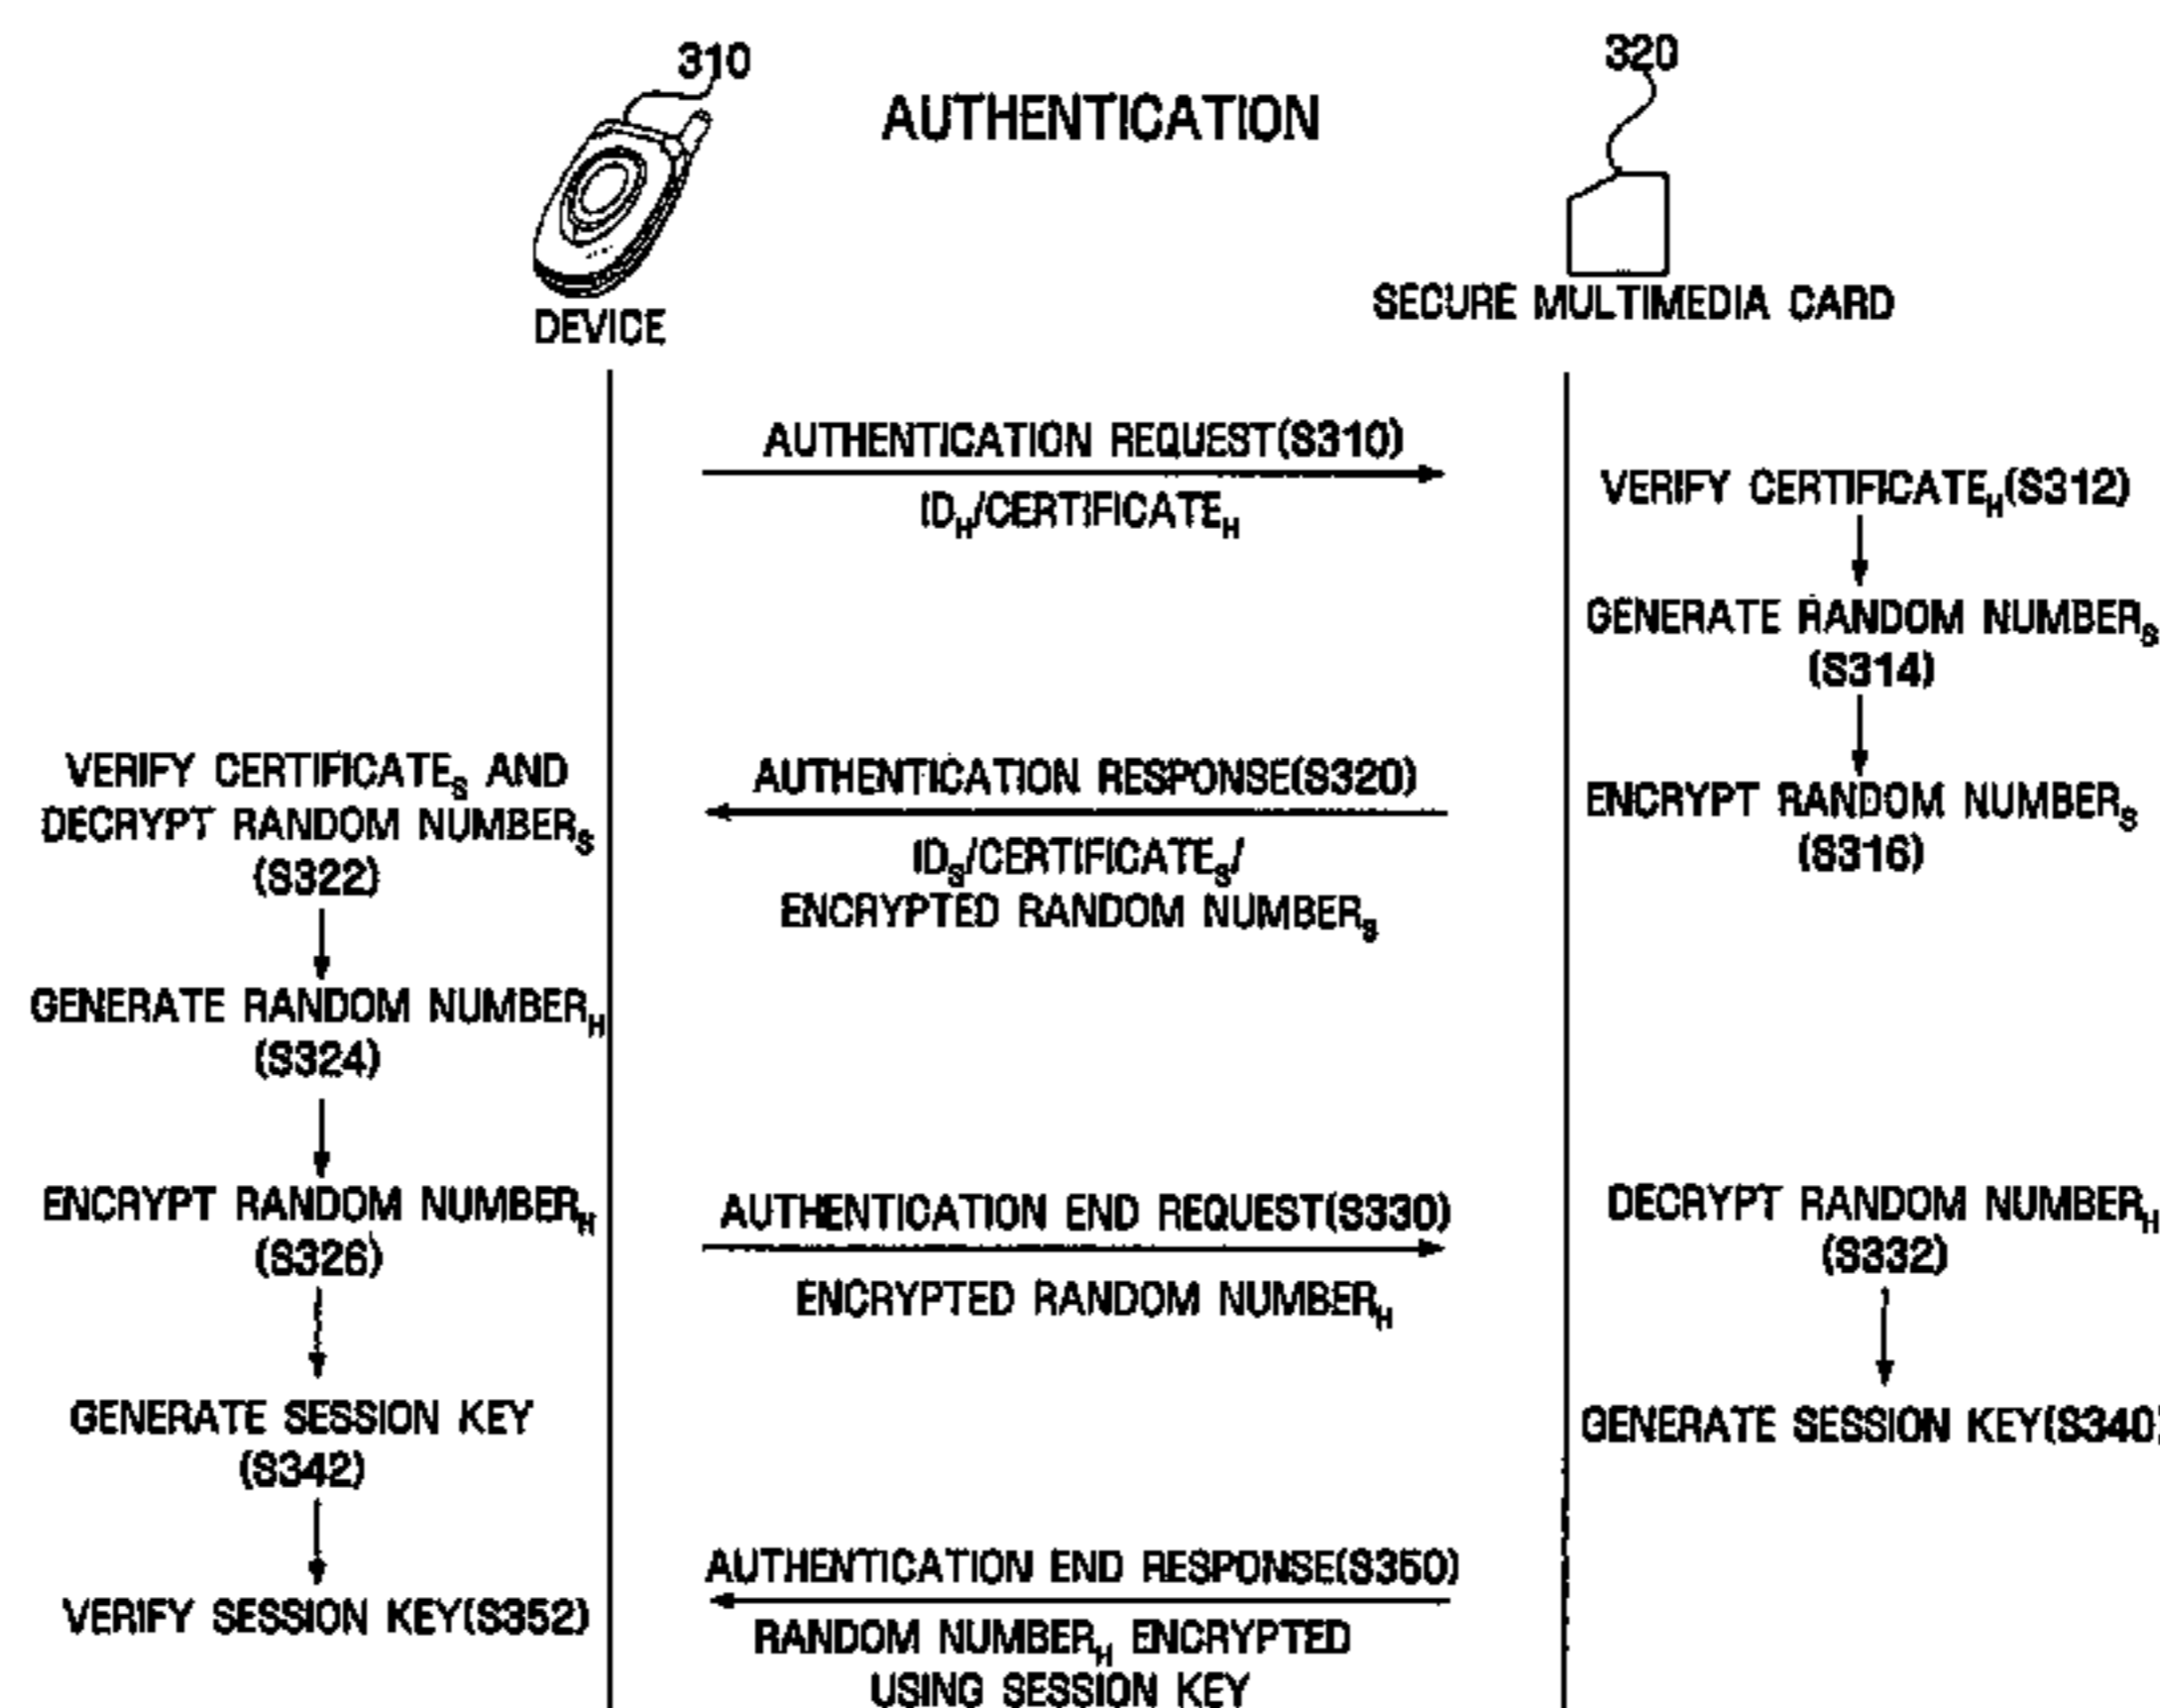 310
AUTHENTICATION
320
DEVICE
SECURE MULTIMEDIA CARD
AUTHENTICATION REQUEST(S310)
ID_H/CERTIFICATE_H
VERIFY CERTIFICATE_H(S312)
GENERATE RANDOM NUMBER_S
(S314)
ENCRYPT RANDOM NUMBER_S
(S316)
AUTHENTICATION RESPONSE(S320)
ID_S/CERTIFICATE_S/
ENCRYPTED RANDOM NUMBER_S
VERIFY CERTIFICATE_S AND
DECRYPT RANDOM NUMBER_S
(S322)
GENERATE RANDOM NUMBER_H
(S324)
ENCRYPT RANDOM NUMBER_H
(S326)
AUTHENTICATION END REQUEST(S330)
ENCRYPTED RANDOM NUMBER_H
DECRYPT RANDOM NUMBER_H
(S332)
GENERATE SESSION KEY
(S342)
GENERATE SESSION KEY(S340)
AUTHENTICATION END RESPONSE(S350)
RANDOM NUMBER_H ENCRYPTED
USING SESSION KEY
VERIFY SESSION KEY(S352)